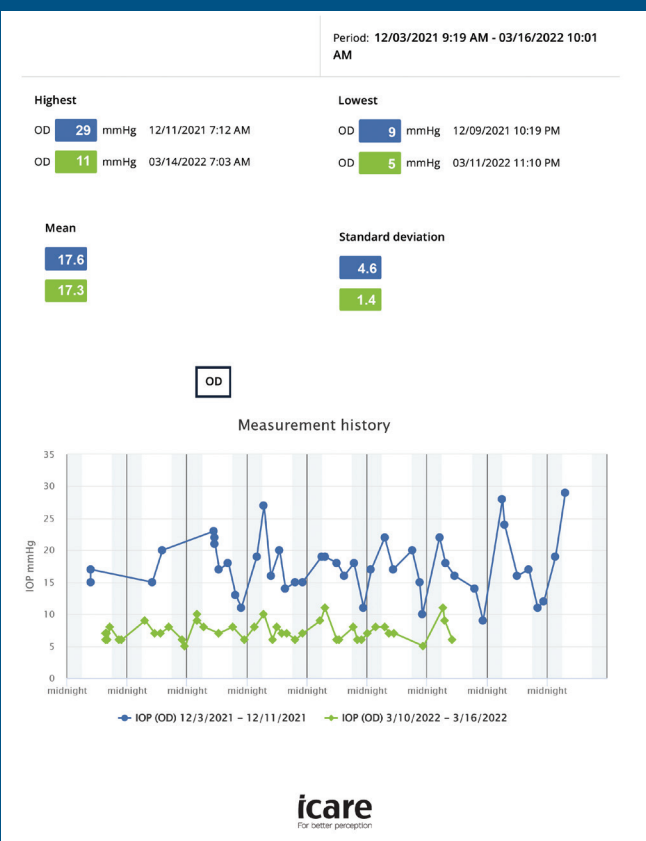 Period: 12/03/2021 9:19 AM - 03/16/2022 10:01
AM
Highest
OD 29 mmHg 12/11/2021 7:12 AM
OD 11 mmHg 03/14/2022 7:03 AM
Lowest
OD 9 mmHg 12/09/2021 10:19 PM
OD 5 mmHg 03/11/2022 11:10 PM
Mean
17.6
17.3
Standard deviation
4.6
1.4
OD
Measurement history
IOP mmHg
35
30
25
20
15
10
5
0
midnight midnight midnight midnight midnight midnight midnight midnight midnight
IOP (OD) 12/3/2021 – 12/11/2021 IOP (OD) 3/10/2022 – 3/16/2022
icare
For better perception